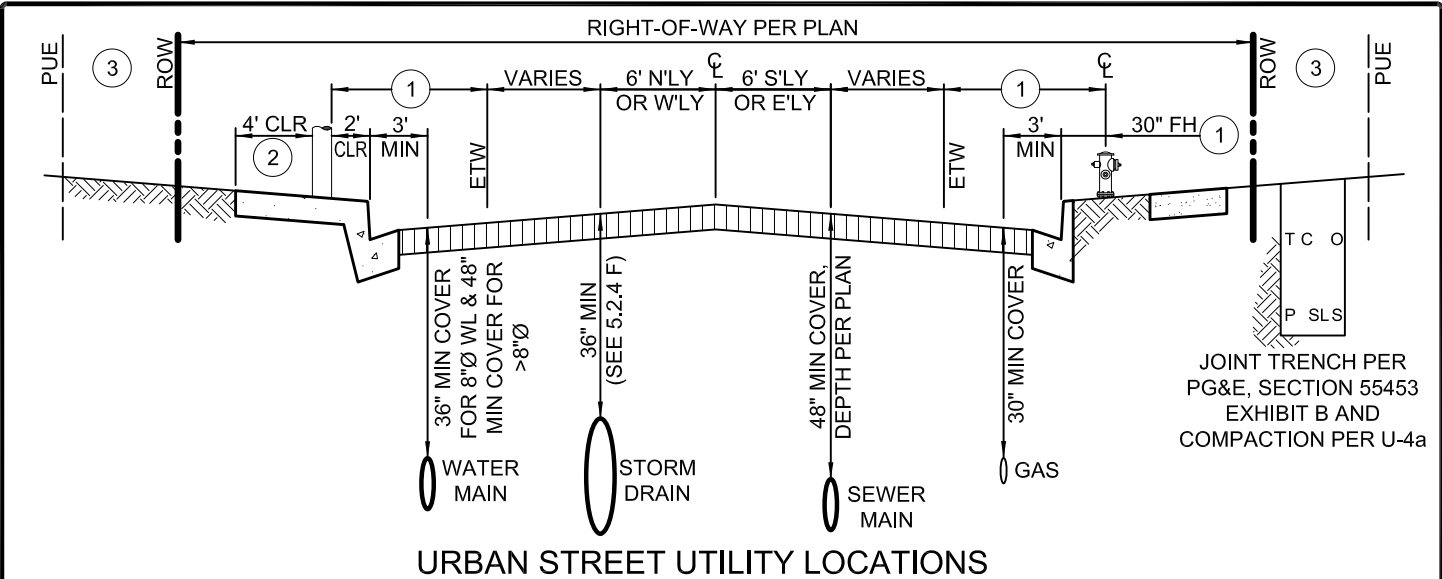 RIGHT-OF-WAY PER PLAN
PUE
3
ROW
1
VARIES
6' N'LY
OR W'LY
℄
6' S'LY
OR E'LY
VARIES
1
℄
ROW
3
PUE
4' CLR
2
2'
CLR
3'
MIN
ETW
ETW
3'
MIN
30" FH
1
36" MIN COVER
FOR 8"Ø WL & 48"
MIN COVER FOR
>8"Ø
36" MIN
(SEE 5.2.4 F)
48" MIN COVER,
DEPTH PER PLAN
30" MIN COVER
T C O
P SLS
JOINT TRENCH PER
PG&E, SECTION 55453
EXHIBIT B AND
COMPACTION PER U-4a
WATER
MAIN
STORM
DRAIN
SEWER
MAIN
GAS
URBAN STREET UTILITY LOCATIONS